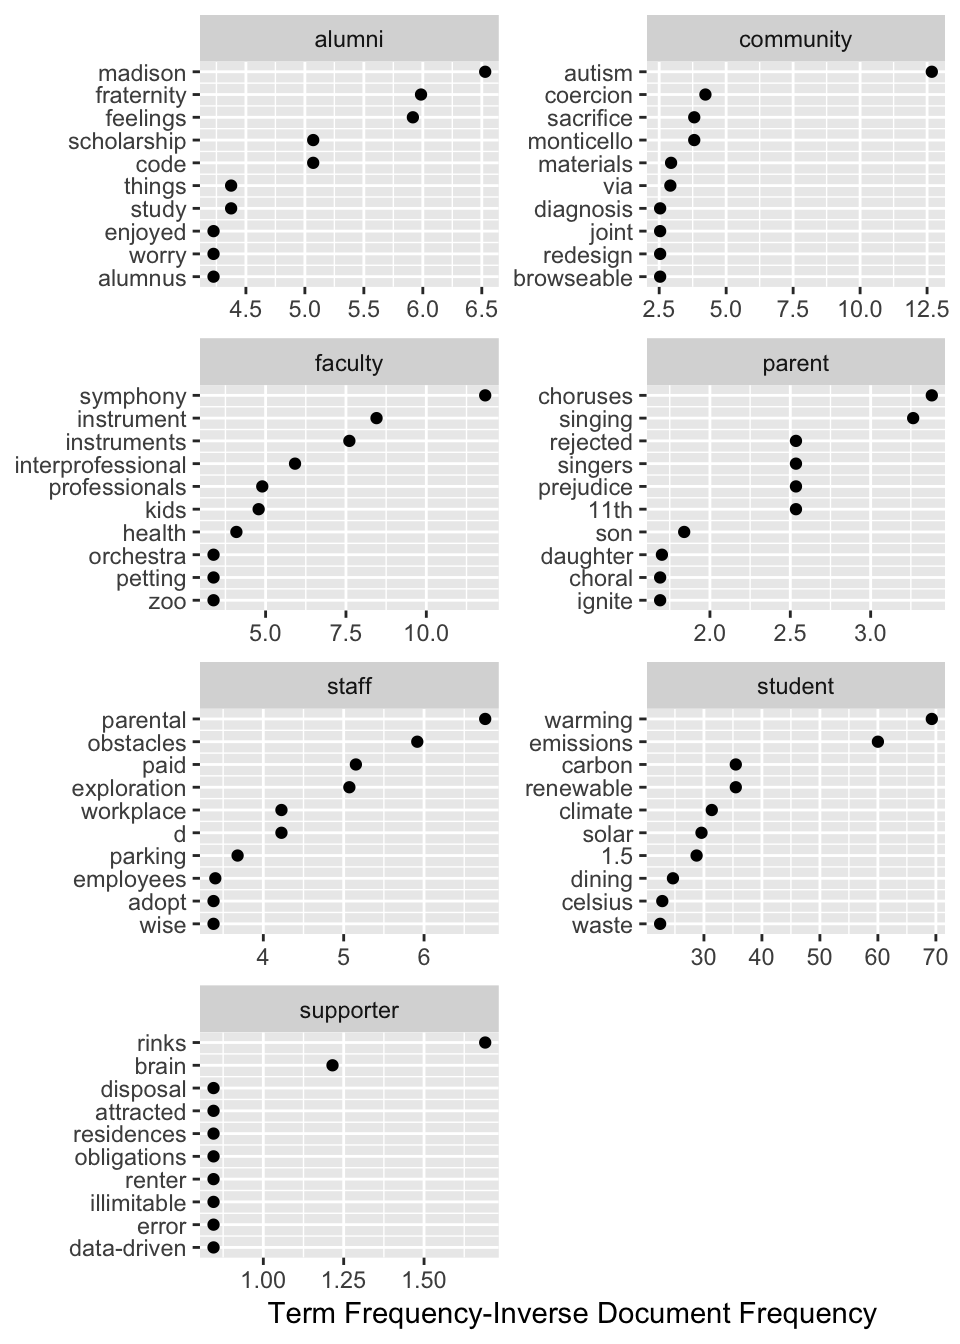 alumni
madison
fraternity
feelings
scholarship
code
things
study
enjoyed
worry
alumnus
4.5 5.0 5.5 6.0 6.5
community
autism
coercion
sacrifice
monticello
materials
via
diagnosis
joint
redesign
browseable
2.5 5.0 7.5 10.0 12.5
faculty
symphony
instrument
instruments
interprofessional
professionals
kids
health
orchestra
petting
zoo
5.0 7.5 10.0
parent
choruses
singing
rejected
singers
prejudice
11th
son
daughter
choral
ignite
2.0 2.5 3.0
staff
parental
obstacles
paid
exploration
workplace
d
parking
employees
adopt
wise
4 5 6
student
warming
emissions
carbon
renewable
climate
solar
1.5
dining
celsius
waste
30 40 50 60 70
supporter
rinks
brain
disposal
attracted
residences
obligations
renter
illimitable
error
data-driven
1.00 1.25 1.50
Term Frequency-Inverse Document Frequency